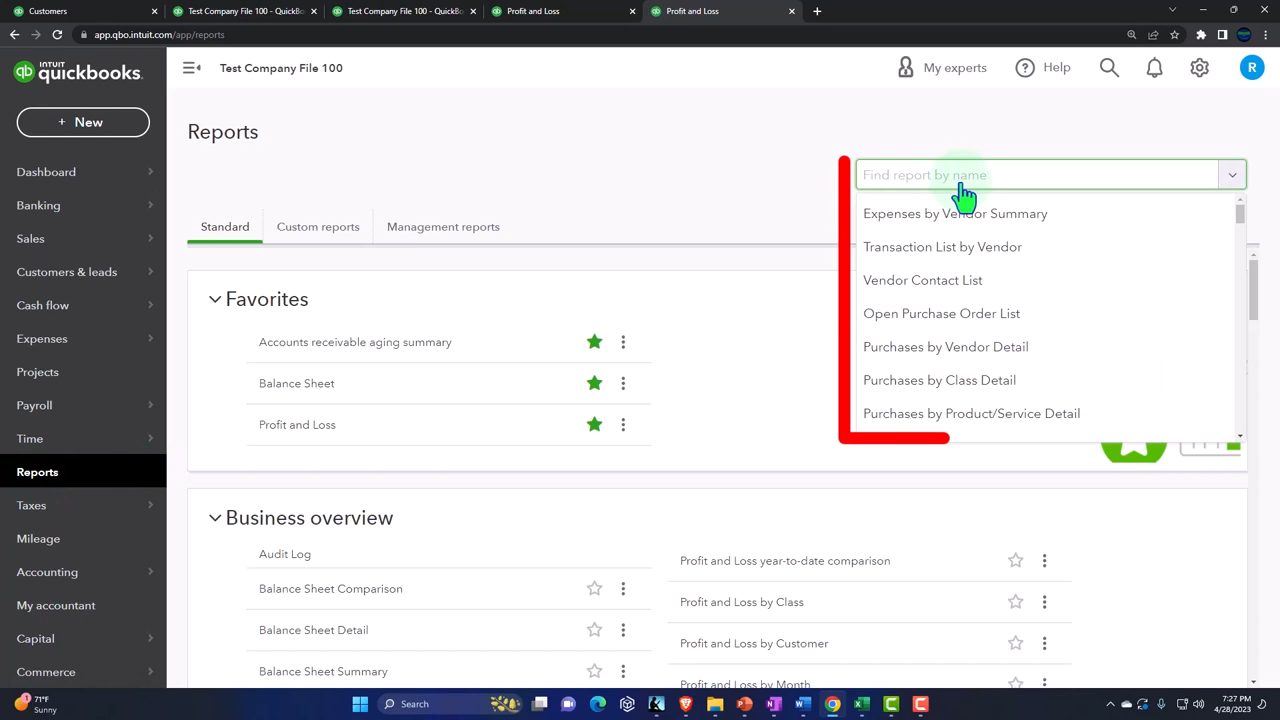 Customers
Test Company File 100 - QuickBo
Test Company File 100 - QuickBo
Profit and Loss
Profit and Loss
app.qbo.intuit.com/app/reports
INTUIT
quickbooks.
Test Company File 100
My experts
Help
R
+ New
Reports
Find report by name
Dashboard
Banking
Sales
Customers & leads
Cash flow
Expenses
Projects
Payroll
Time
Reports
Taxes
Mileage
Accounting
My accountant
Capital
Commerce
Standard
Custom reports
Management reports
Expenses by Vendor Summary
Transaction List by Vendor
Vendor Contact List
Open Purchase Order List
Purchases by Vendor Detail
Purchases by Class Detail
Purchases by Product/Service Detail
Favorites
Accounts receivable aging summary
Balance Sheet
Profit and Loss
Business overview
Audit Log
Balance Sheet Comparison
Balance Sheet Detail
Balance Sheet Summary
Profit and Loss year-to-date comparison
Profit and Loss by Class
Profit and Loss by Customer
Profit and Loss by Month
71°F
Sunny
Search
7:27 PM
4/28/2023